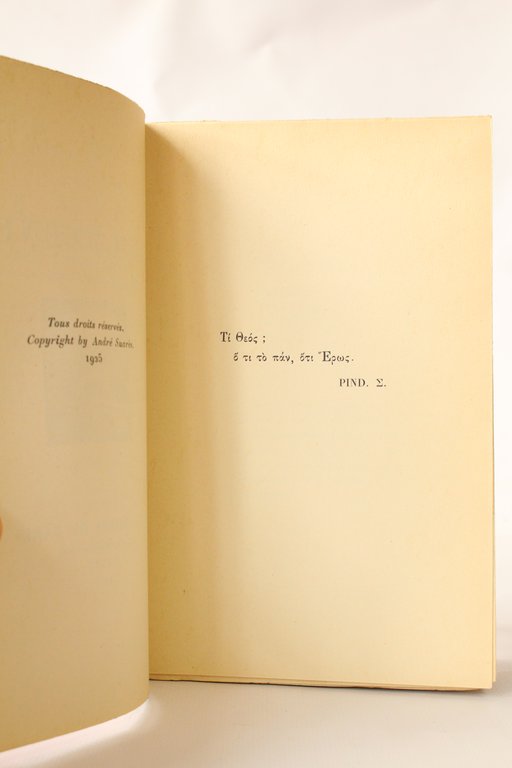 Tous droits réservés.
Copyright by André Suarès.
1925
Τί Θεός ;
ὅ τι τὸ πάν, ὅτι Ἔρως.
PIND. Σ.